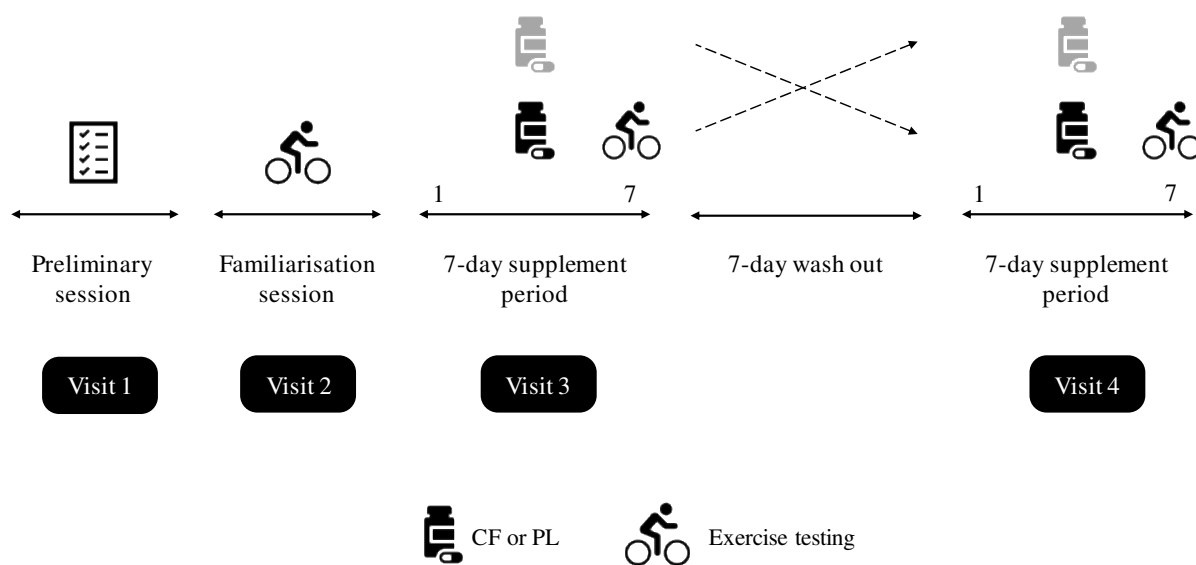 1
7
1
7
Preliminary
session
Familiarisation
session
7-day supplement
period
7-day wash out
7-day supplement
period
Visit 1
Visit 2
Visit 3
Visit 4
CF or PL
Exercise testing